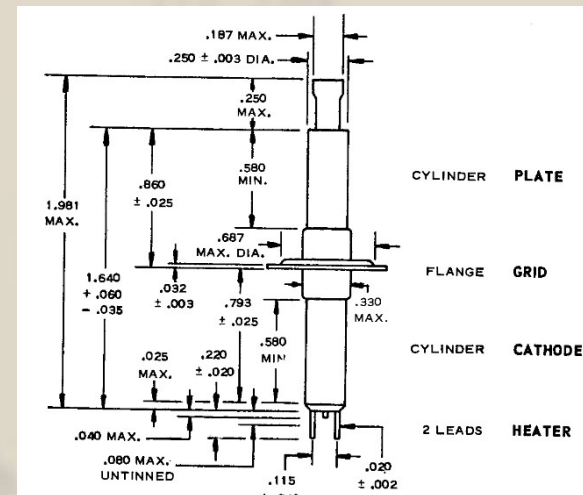 .187 MAX.
.250 ± .003 DIA.
.250
MAX.
.580
MIN.
.860
± .025
1.981
MAX.
.687
MAX. DIA.
1.640
+ .060
- .035
.032
± .003
.793
± .025
.330
MAX.
.580
MIN
.025
MAX.
.220
± .020
.040 MAX.
.080 MAX.
UNTINNED
.115
.020
± .002
CYLINDER PLATE
FLANGE GRID
CYLINDER CATHODE
2 LEADS HEATER